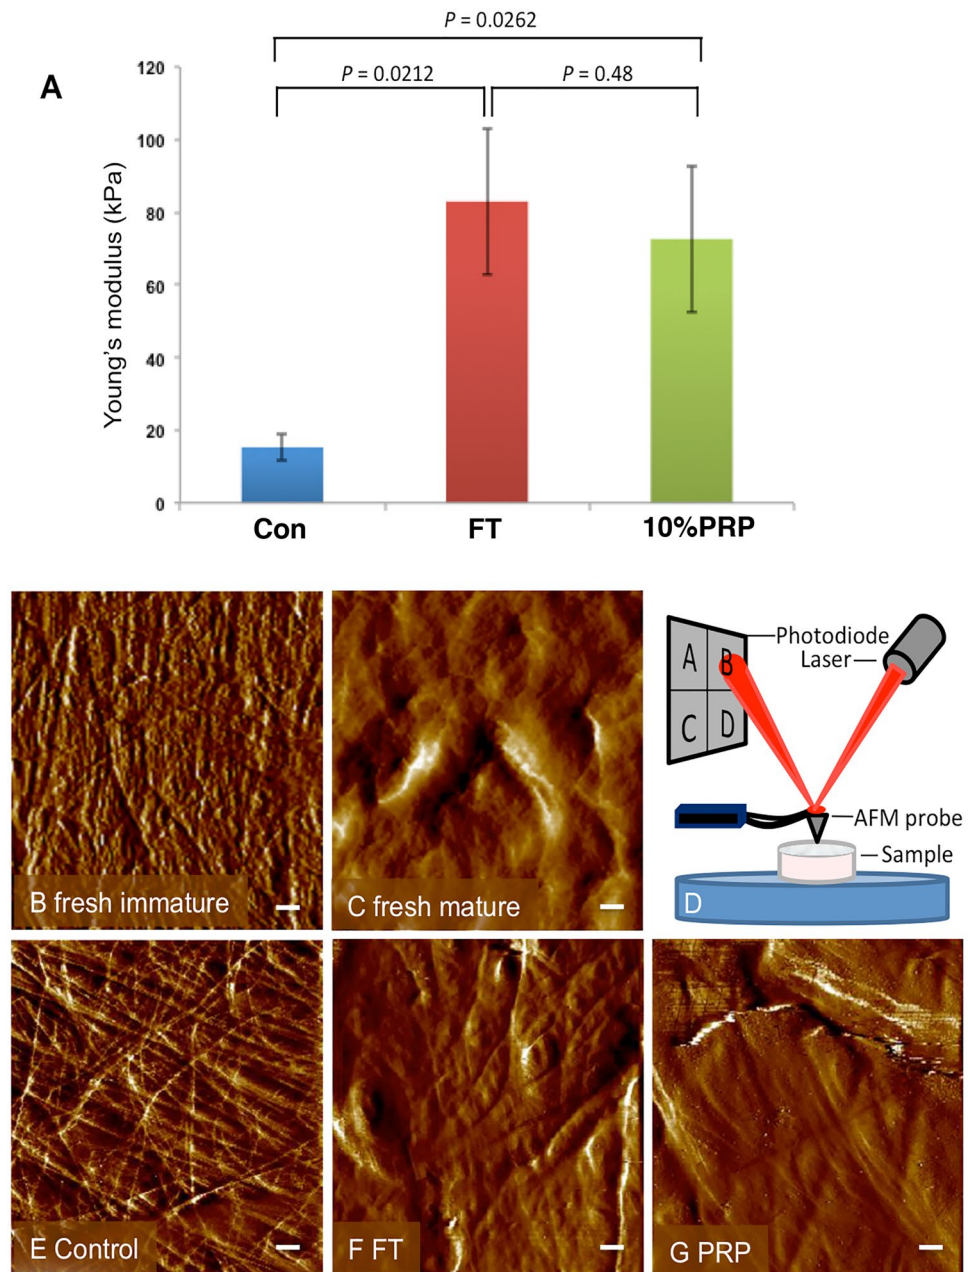 P = 0.0262
A
P = 0.0212
P = 0.48
Young's modulus (kPa)
120
100
80
60
40
20
0
Con
FT
10%PRP
B fresh immature
C fresh mature
A
B
C
D
Photodiode
Laser
AFM probe
Sample
D
E Control
F FT
G PRP